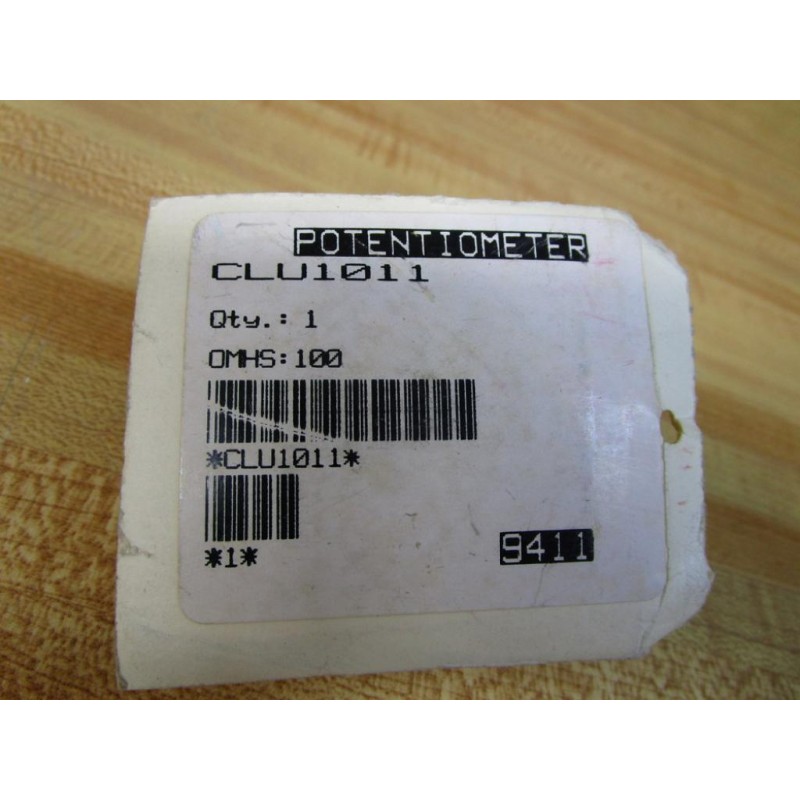 POTENTIOMETER
CLU1011
Qty.: 1
OMHS:100
*CLU1011*
*1*
9411